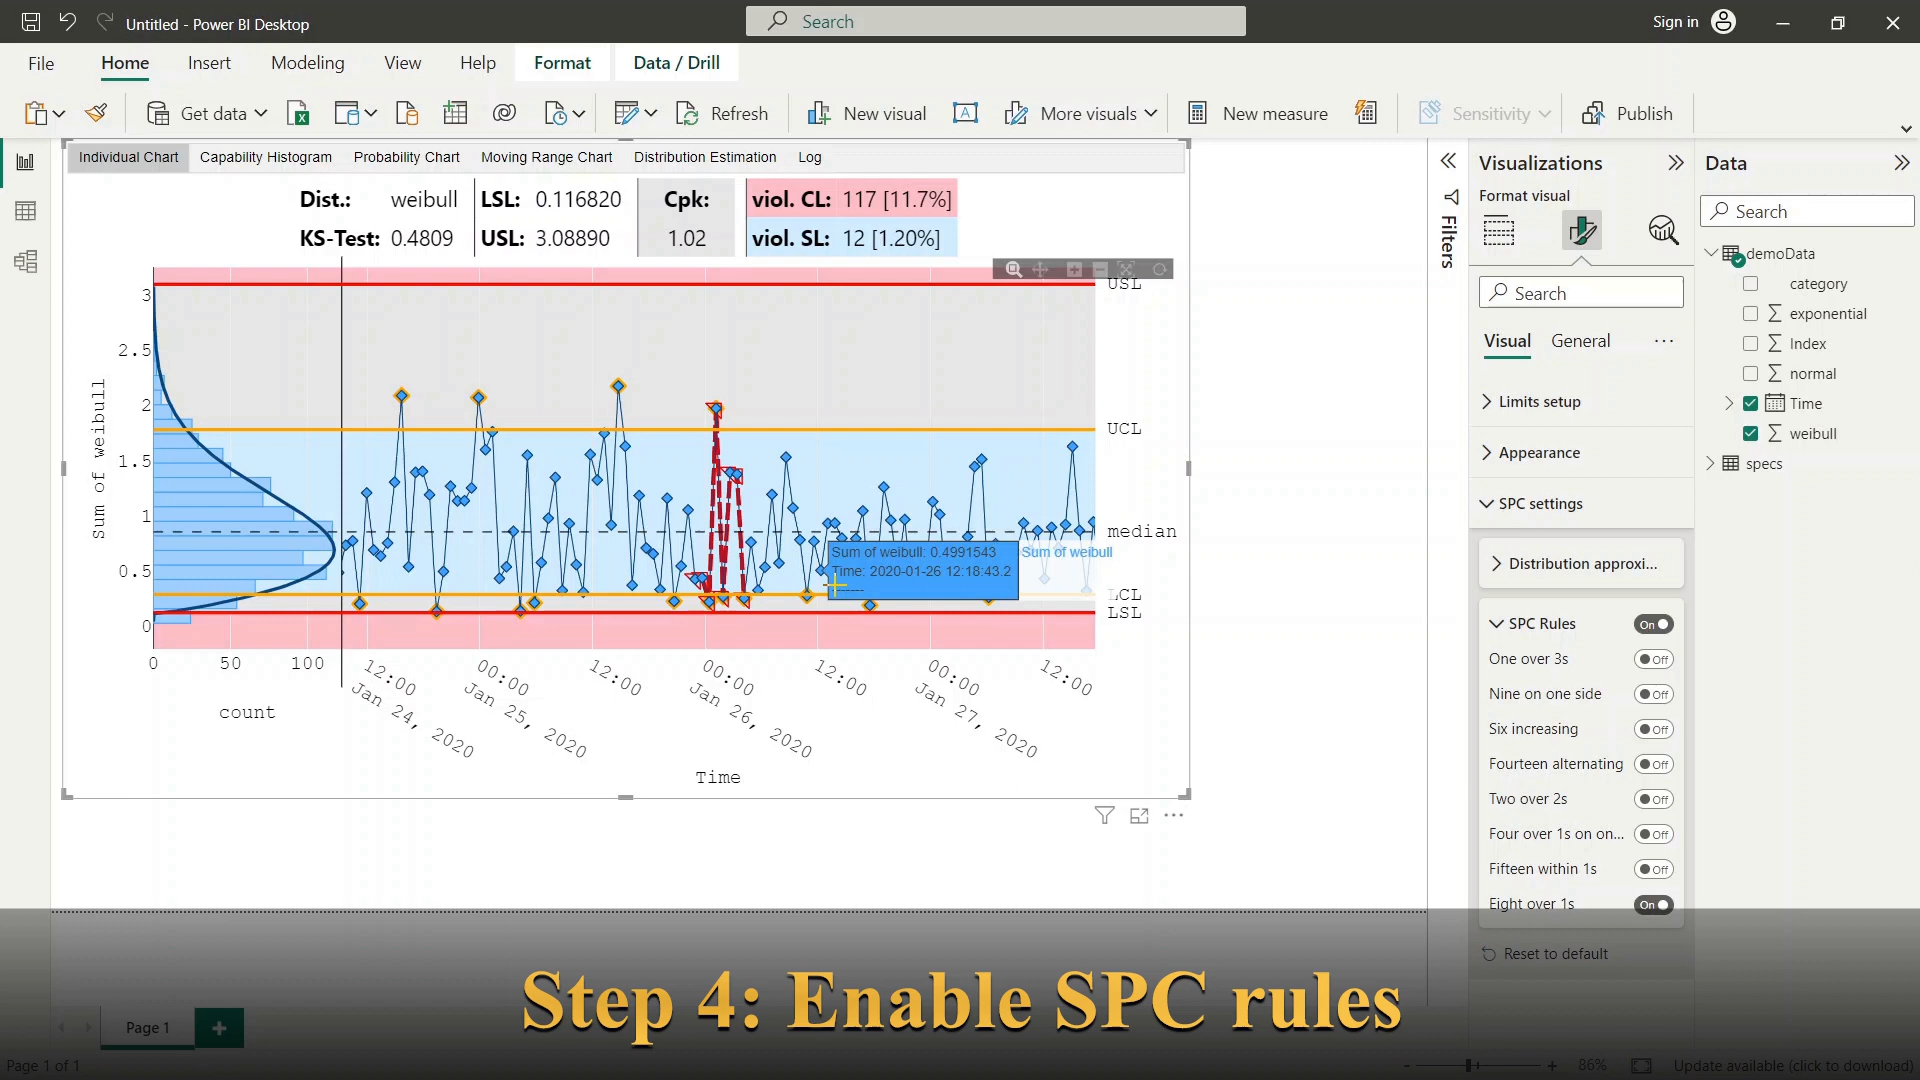 Untitled - Power BI Desktop
Search
Sign in
File
Home
Insert
Modeling
View
Help
Format
Data / Drill
Get data
Refresh
New visual
More visuals
New measure
Sensitivity
Publish
Individual Chart
Capability Histogram
Probability Chart
Moving Range Chart
Distribution Estimation
Log
Dist.: weibull
LSL: 0.116820
Cpk:
viol. CL: 117 [11.7%]
KS-Test: 0.4809
USL: 3.08890
1.02
viol. SL: 12 [1.20%]
Sum of weibull
3
2.5
2
1.5
1
0.5
0
USL
UCL
median
LCL
LSL
Sum of weibull: 0.4991543
Time: 2020-01-26 12:18:43.2
Sum of weibull
0
50
100
count
12:00
Jan 24, 2020
00:00
Jan 25, 2020
12:00
00:00
Jan 26, 2020
12:00
00:00
Jan 27, 2020
12:00
Time
Filters
Visualizations
Format visual
Search
Visual
General
Limits setup
Appearance
SPC settings
Distribution approxi...
SPC Rules On
One over 3s Off
Nine on one side Off
Six increasing Off
Fourteen alternating Off
Two over 2s Off
Four over 1s on on... Off
Fifteen within 1s Off
Eight over 1s On
Reset to default
Data
Search
demoData
category
exponential
Index
normal
Time
weibull
specs
Step 4: Enable SPC rules
Page 1
Page 1 of 1
86%
Update available (click to download)